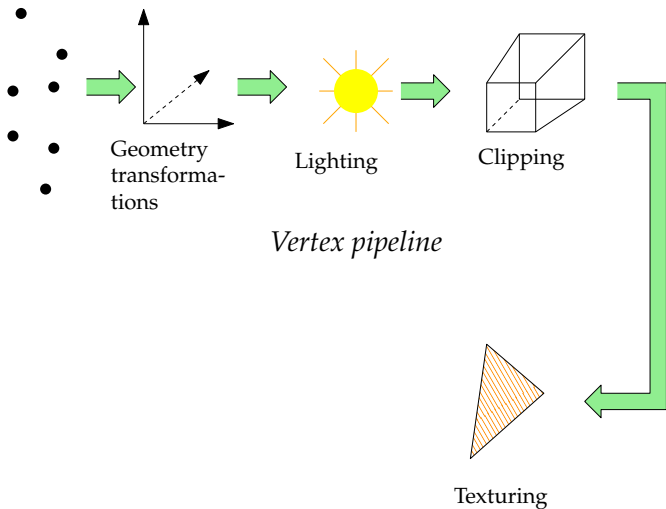 Geometry
transforma-
tions
Lighting
Clipping
Vertex pipeline
Texturing